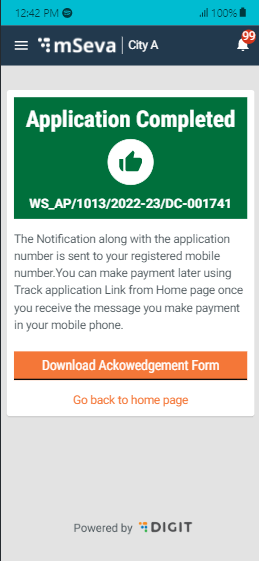 12:42 PM 100%
mSeva City A 99
Application Completed
WS_AP/1013/2022-23/DC-001741
The Notification along with the application
number is sent to your registered mobile
number.You can make payment later using
Track application Link from Home page once
you receive the message you make payment
in your mobile phone.
Download Ackowedgement Form
Go back to home page
Powered by DIGIT